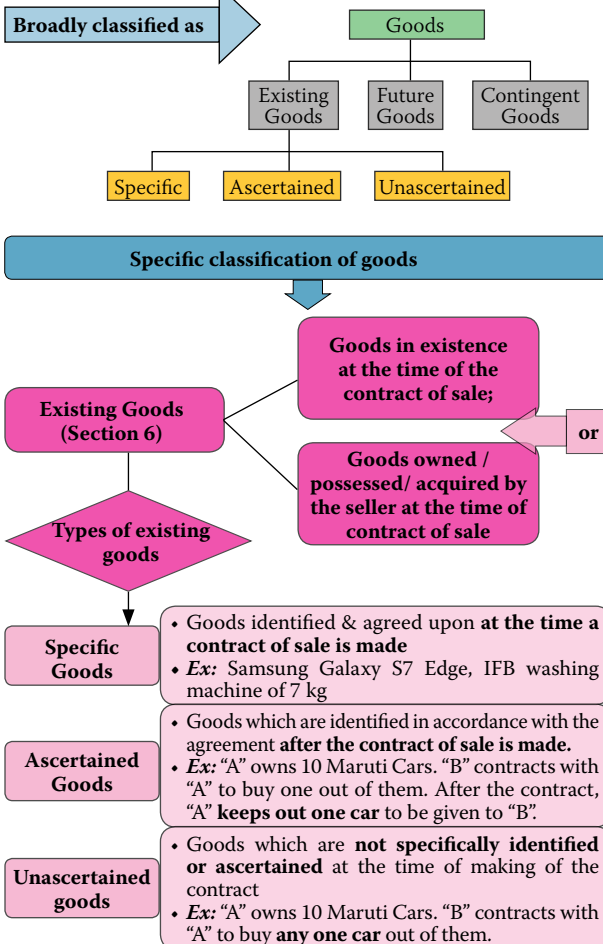 Broadly classified as
Goods
Existing
Goods
Future
Goods
Contingent
Goods
Specific
Ascertained
Unascertained
Specific classification of goods
Goods in existence
at the time of the
contract of sale;
Existing Goods
(Section 6)
or
Goods owned /
possessed/ acquired by
the seller at the time of
contract of sale
Types of existing
goods
Specific
Goods
• Goods identified & agreed upon at the time a
contract of sale is made
• Ex: Samsung Galaxy S7 Edge, IFB washing
machine of 7 kg
Ascertained
Goods
• Goods which are identified in accordance with the
agreement after the contract of sale is made.
• Ex: “A” owns 10 Maruti Cars. “B” contracts with
“A” to buy one out of them. After the contract,
“A” keeps out one car to be given to “B”.
Unascertained
goods
• Goods which are not specifically identified
or ascertained at the time of making of the
contract
• Ex: “A” owns 10 Maruti Cars. “B” contracts with
“A” to buy any one car out of them.